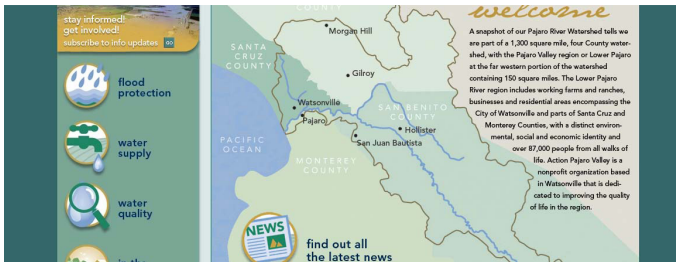 stay informed!
get involved!
subscribe to info updates GO
flood
protection
water
supply
water
quality
in the
COUNTY
Morgan Hill
SANTA
CRUZ
COUNTY
Gilroy
Watsonville
Pajaro
SAN BENITO
COUNTY
Hollister
San Juan Bautista
PACIFIC
OCEAN
MONTEREY
COUNTY
NEWS
find out all
the latest news
welcome
A snapshot of our Pajaro River Watershed tells we
are part of a 1,300 square mile, four County water-
shed, with the Pajaro Valley region or Lower Pajaro
at the far western portion of the watershed
containing 150 square miles. The Lower Pajaro
River region includes working farms and ranches,
businesses and residential areas encompassing the
City of Watsonville and parts of Santa Cruz and
Monterey Counties, with a distinct environ-
mental, social and economic identity and
over 87,000 people from all walks of
life. Action Pajaro Valley is a
nonprofit organization based
in Watsonville that is dedi-
cated to improving the quality
of life in the region.